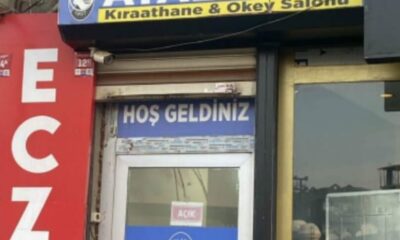 Kıraathane & Okey Salonu
HOŞ GELDİNİZ
AÇIK
ECZ